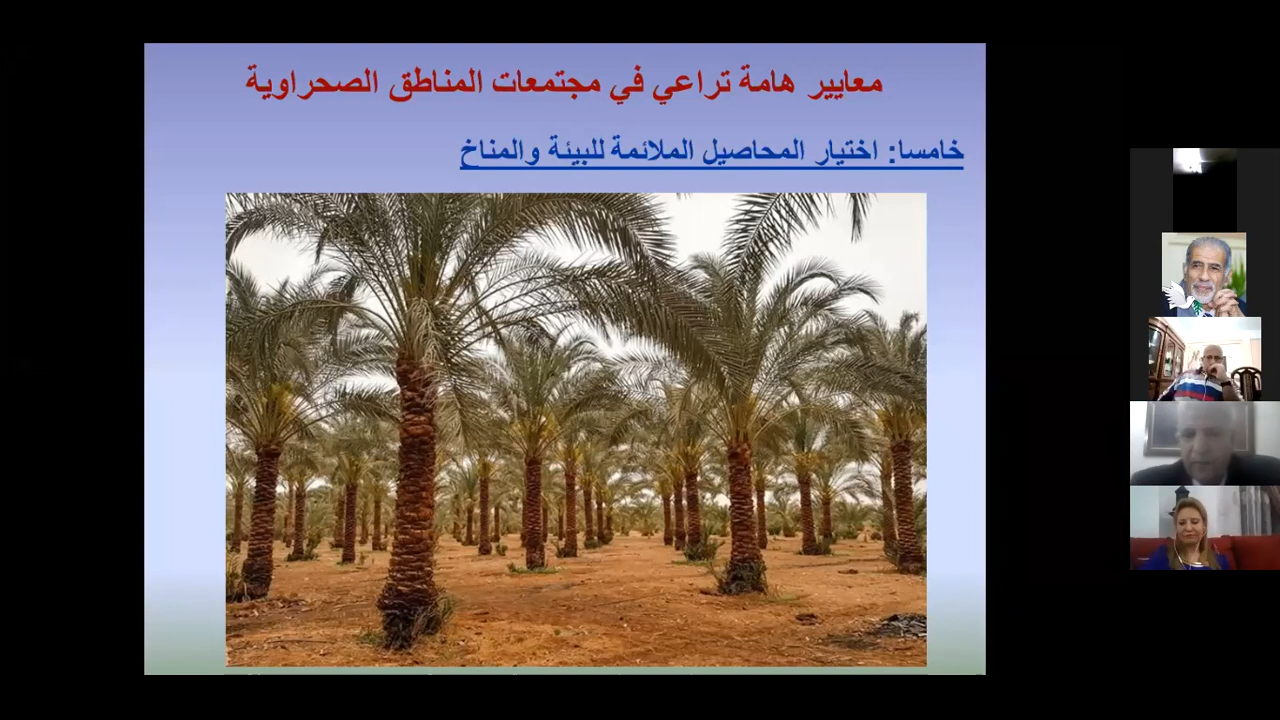 معايير هامة تراعي في مجتمعات المناطق الصحراوية
خامسا: اختيار المحاصيل الملائمة للبيئة والمناخ